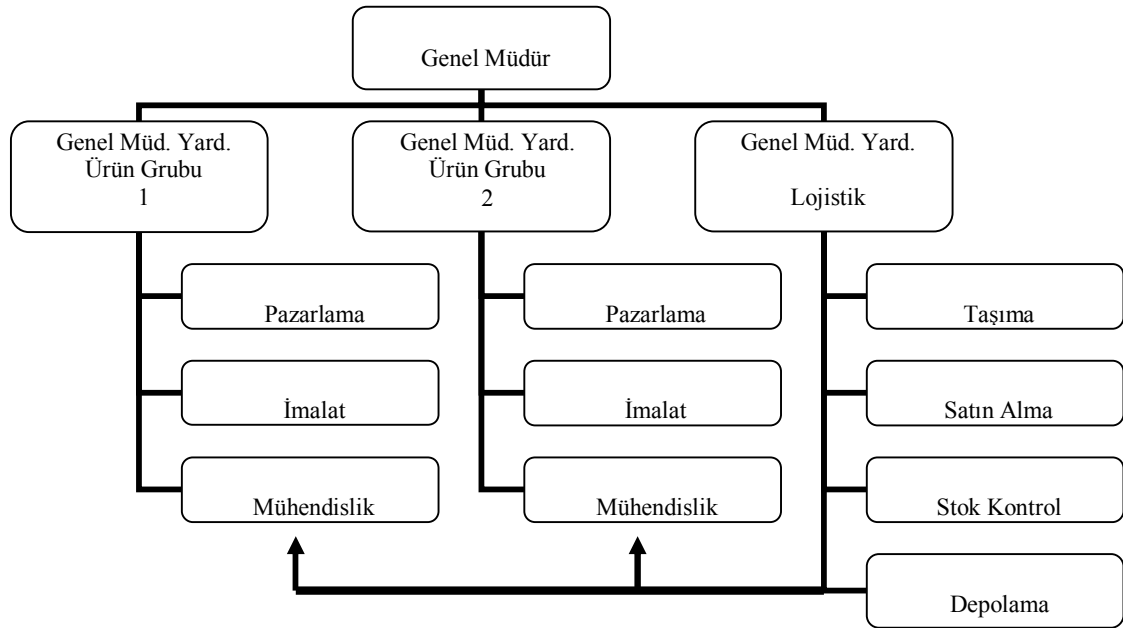 Genel Müdür
Genel Müd. Yard.
Ürün Grubu
1
Genel Müd. Yard.
Ürün Grubu
2
Genel Müd. Yard.
Lojistik
Pazarlama
İmalat
Mühendislik
Pazarlama
İmalat
Mühendislik
Taşıma
Satın Alma
Stok Kontrol
Depolama